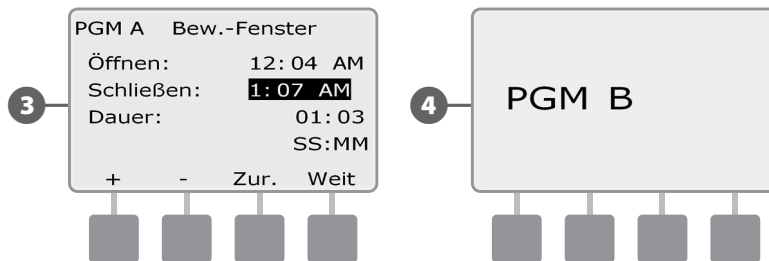 3
PGM A Bew.-Fenster
Öffnen: 12:04 AM
Schließen: 1:07 AM
Dauer: 01:03
SS:MM
+ - Zur. Weit
4
PGM B